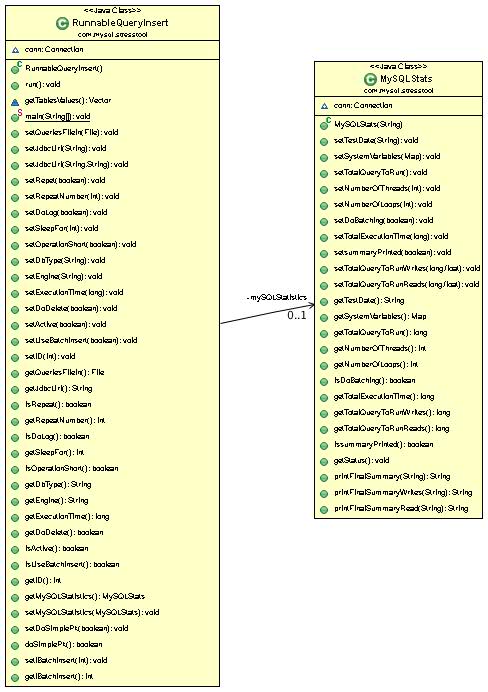 <<Java Class>>
RunnableQueryInsert
com.mysql.stresstool
conn: Connection
RunnableQueryInsert()
run(): void
getTablesValues(): Vector
main(String[]): void
setQueriesFileIn(File): void
setJdbcUrl(String): void
setJdbcUrl(String,String): void
setRepet(boolean): void
setRepeatNumber(int): void
setDoLog(boolean): void
setSleepFor(int): void
setOperationShort(boolean): void
setDbType(String): void
setEngine(String): void
setExecutionTime(long): void
setDoDelete(boolean): void
setActive(boolean): void
setUseBatchInsert(boolean): void
setID(int): void
getQueriesFileIn(): File
getJdbcUrl(): String
isRepeat(): boolean
getRepeatNumber(): int
isDoLog(): boolean
getSleepFor(): int
isOperationShort(): boolean
getDbType(): String
getEngine(): String
getExecutionTime(): long
getDoDelete(): boolean
isActive(): boolean
isUseBatchInsert(): boolean
getID(): int
getMySQLStatistics(): MySQLStats
setMySQLStatistics(MySQLStats): void
setDoSimplePk(boolean): void
doSimplePk(): boolean
setIBatchInsert(int): void
getIBatchInsert(): int
-mySQLStatistics
0..1
<<Java Class>>
MySQLStats
com.mysql.stresstool
conn: Connection
MySQLStats(String)
setTestDate(String): void
setSystemVariables(Map): void
setTotalQueryToRun(): void
setNumberOfThreads(int): void
setNumberOfLoops(int): void
setDoBatching(boolean): void
setTotalExecutionTime(long): void
setsummaryPrinted(boolean): void
setTotalQueryToRunWrites(long,float): void
setTotalQueryToRunReads(long,float): void
getTestDate(): String
getSystemVariables(): Map
getTotalQueryToRun(): long
getNumberOfThreads(): int
getNumberOfLoops(): int
isDoBatching(): boolean
getTotalExecutionTime(): long
getTotalQueryToRunWrites(): long
getTotalQueryToRunReads(): long
issummaryPrinted(): boolean
getStatus(): void
printFinalSummary(String): String
printFinalSummaryWrites(String): String
printFinalSummaryRead(String): String